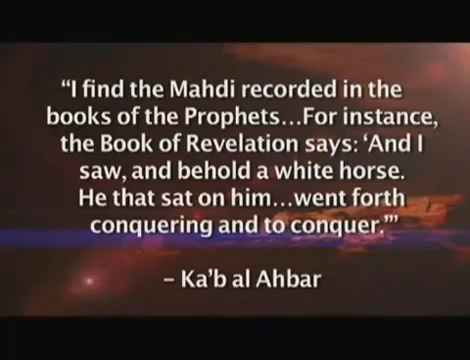 “I find the Mahdi recorded in the
books of the Prophets...For instance,
the Book of Revelation says: ‘And I
saw, and behold a white horse.
He that sat on him...went forth
conquering and to conquer.’”
– Ka’b al Ahbar